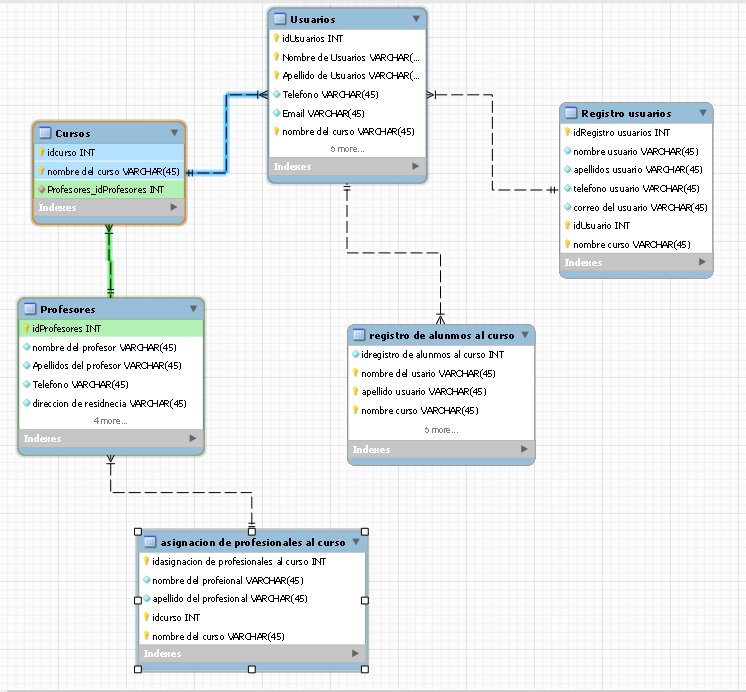 Usuarios
idUsuarios INT
Nombre de Usuarios VARCHAR(...
Apellido de Usuarios VARCHAR(...
Telefono VARCHAR(45)
Email VARCHAR(45)
nombre del curso VARCHAR(45)
5 more...
Indexes
Registro usuarios
idRegistro usuarios INT
nombre usuario VARCHAR(45)
apellidos usuario VARCHAR(45)
telefono usuario VARCHAR(45)
correo del usuario VARCHAR(45)
idUsuario INT
nombre curso VARCHAR(45)
Indexes
Cursos
idcurso INT
nombre del curso VARCHAR(45)
Profesores_idProfesores INT
Indexes
Profesores
idProfesores INT
nombre del profesor VARCHAR(45)
Apellidos del profesor VARCHAR(45)
Telefono VARCHAR(45)
direccion de residnecia VARCHAR(45)
4 more...
Indexes
registro de alunmos al curso
idregistro de alunmos al curso INT
nombre del usario VARCHAR(45)
apellido usuario VARCHAR(45)
nombre curso VARCHAR(45)
5 more...
Indexes
asignacion de profesionales al curso
idasignacion de profesionales al curso INT
nombre del profeional VARCHAR(45)
apellido del profesional VARCHAR(45)
idcurso INT
nombre del curso VARCHAR(45)
Indexes